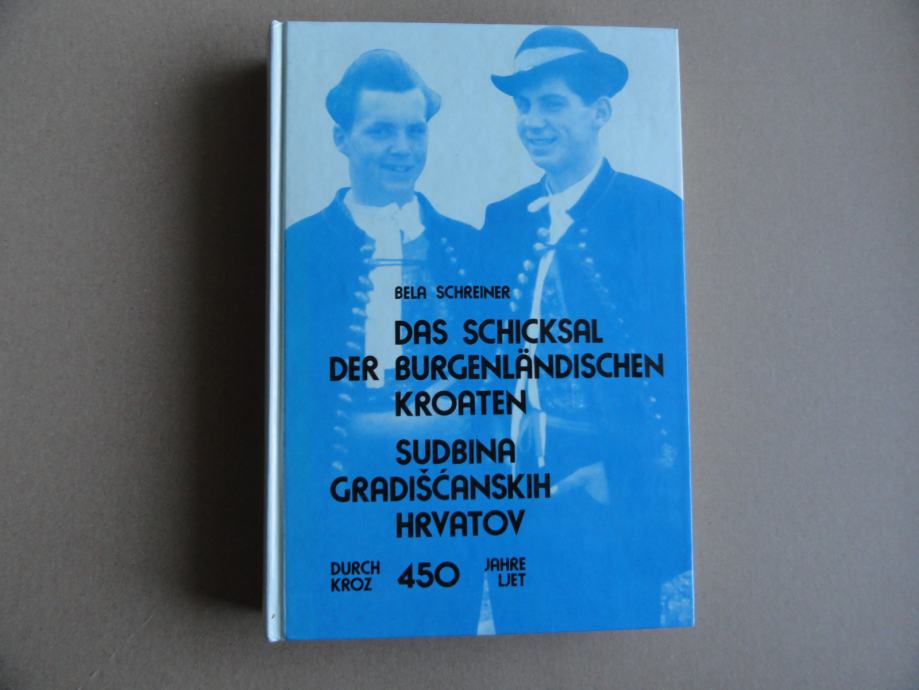 BELA SCHREINER
DAS SCHICKSAL
DER BURGENLÄNDISCHEN
KROATEN
SUDBINA
GRADIŠĆANSKIH
HRVATOV
DURCH 450 JAHRE
KROZ LJET